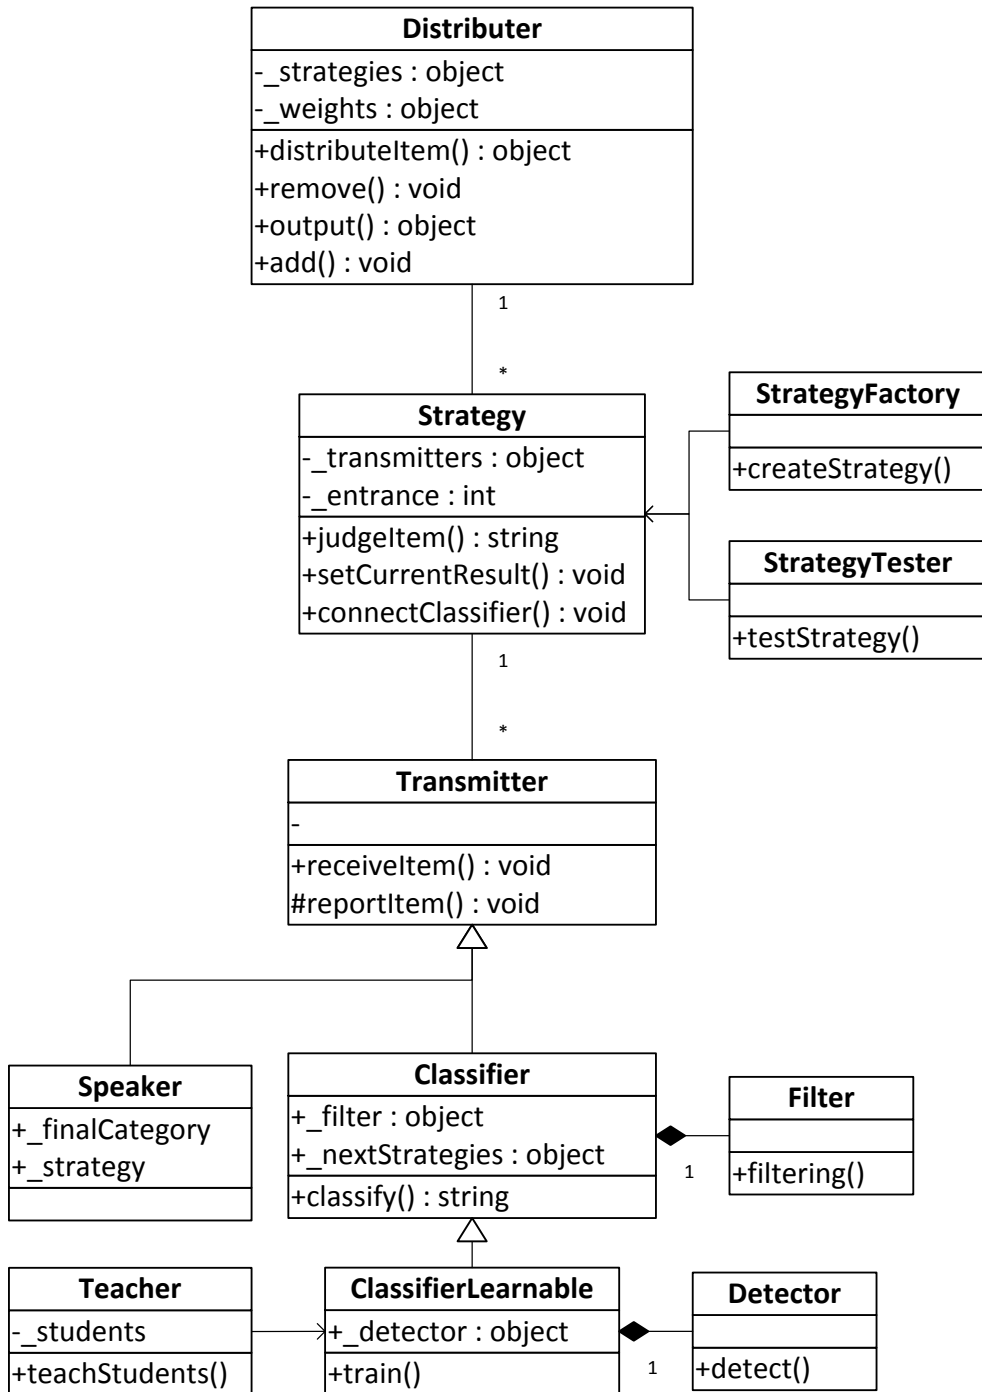 Distributer
-_strategies : object
-_weights : object
+distributeItem() : object
+remove() : void
+output() : object
+add() : void
1
*
Strategy
-_transmitters : object
-_entrance : int
+judgeItem() : string
+setCurrentResult() : void
+connectClassifier() : void
StrategyFactory
+createStrategy()
StrategyTester
+testStrategy()
1
*
Transmitter
-
+receiveItem() : void
#reportItem() : void
Speaker
+_finalCategory
+_strategy
Classifier
+_filter : object
+_nextStrategies : object
+classify() : string
1
Filter
+filtering()
Teacher
-_students
+teachStudents()
ClassifierLearnable
+_detector : object
+train()
1
Detector
+detect()